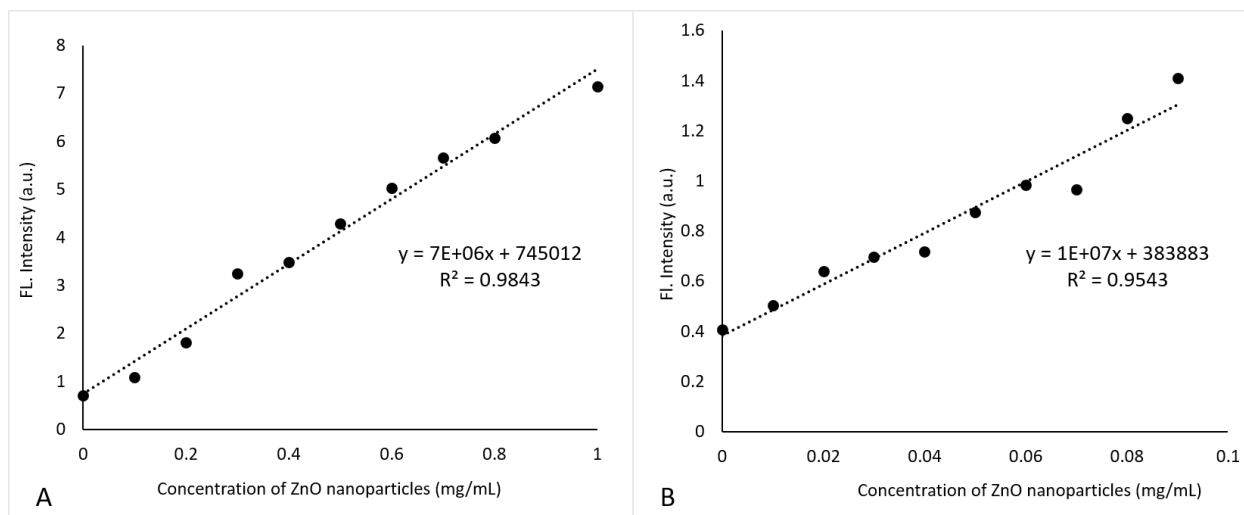 8
7
6
5
4
3
2
1
0
FL. Intensity (a.u.)
y = 7E+06x + 745012
R² = 0.9843
0 0.2 0.4 0.6 0.8 1
Concentration of ZnO nanoparticles (mg/mL)
A
1.6
1.4
1.2
1
0.8
0.6
0.4
0.2
0
Fl. Intensity (a.u.)
y = 1E+07x + 383883
R² = 0.9543
0 0.02 0.04 0.06 0.08 0.1
Concentration of ZnO nanoparticles (mg/mL)
B